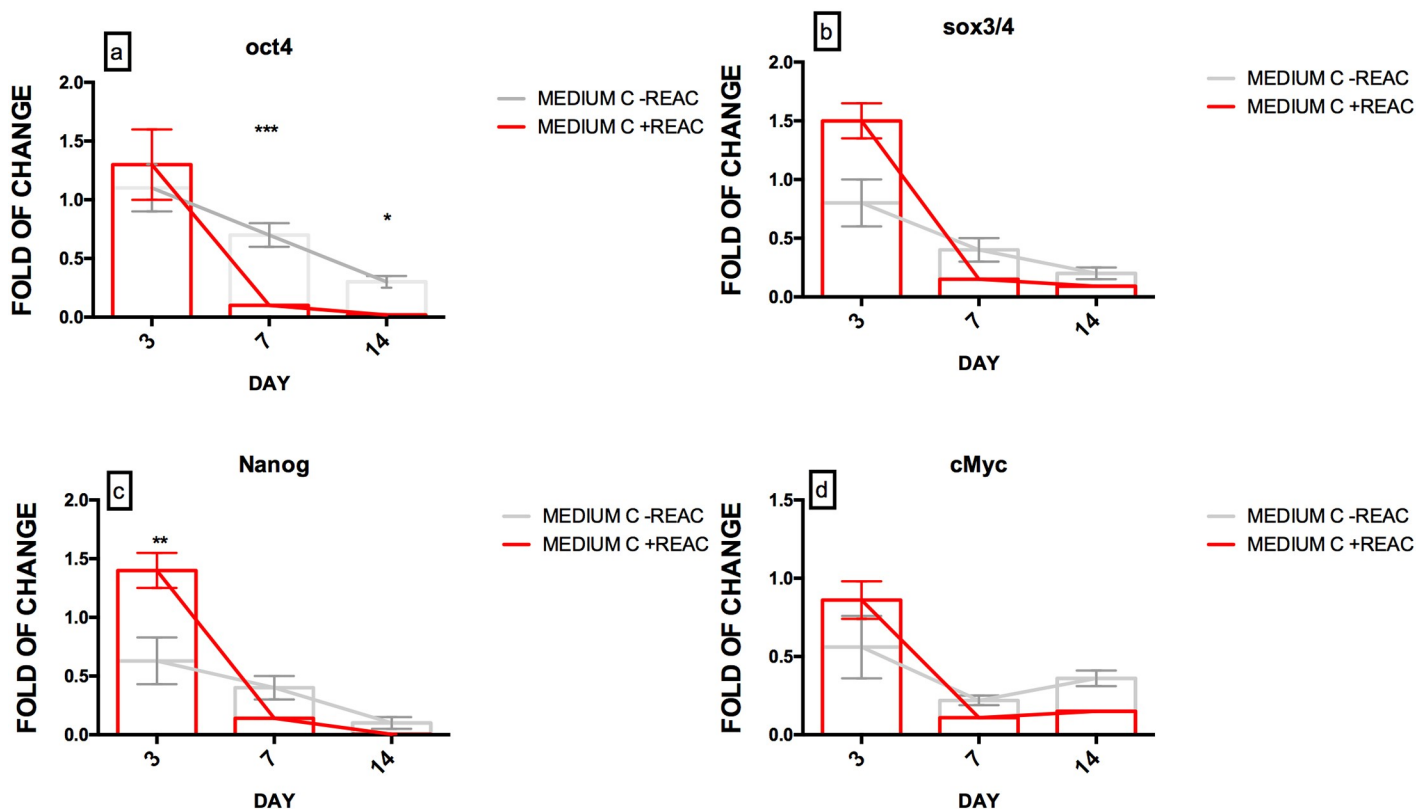 a
oct4
FOLD OF CHANGE
2.0
1.5
1.0
0.5
0.0
***
*
3
7
14
DAY
MEDIUM C -REAC
MEDIUM C +REAC
b
sox3/4
FOLD OF CHANGE
2.0
1.5
1.0
0.5
0.0
3
7
14
DAY
MEDIUM C -REAC
MEDIUM C +REAC
c
Nanog
FOLD OF CHANGE
2.0
1.5
1.0
0.5
0.0
**
3
7
14
DAY
MEDIUM C -REAC
MEDIUM C +REAC
d
cMyc
FOLD OF CHANGE
1.5
1.0
0.5
0.0
3
7
14
DAY
MEDIUM C -REAC
MEDIUM C +REAC